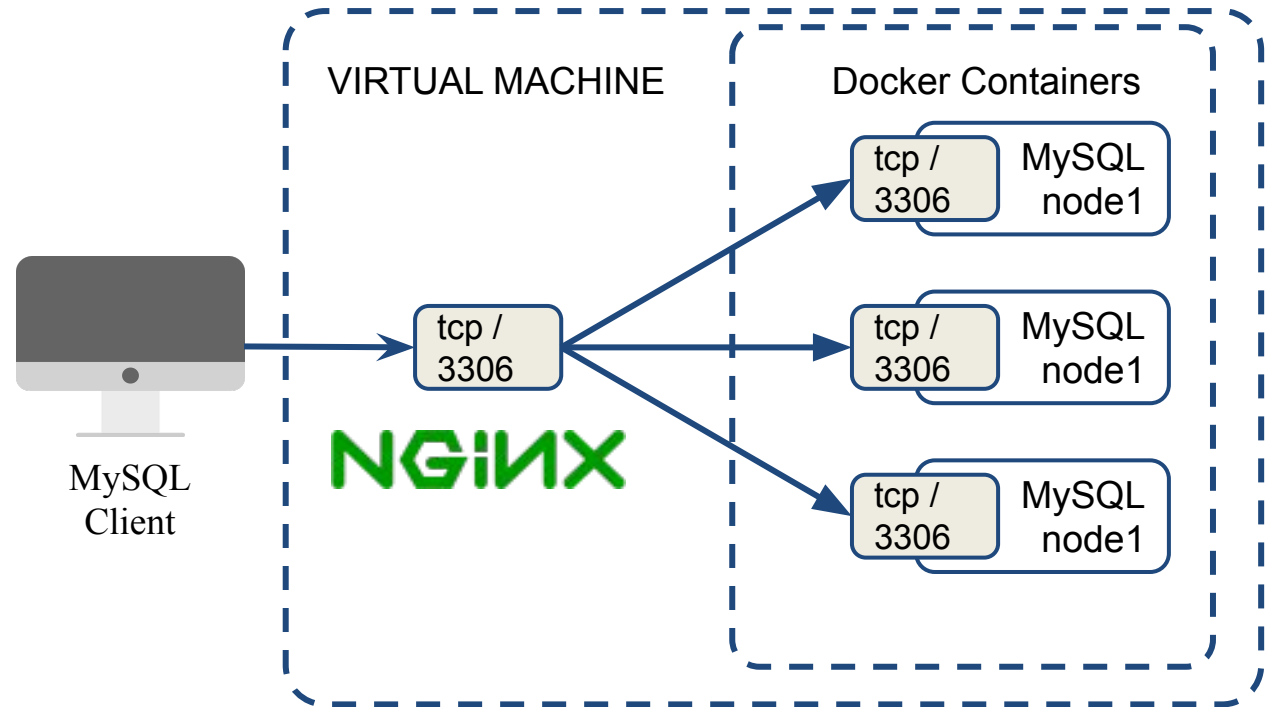 VIRTUAL MACHINE
Docker Containers
tcp /
3306
MySQL
node1
tcp /
3306
tcp /
3306
MySQL
node1
NGiNX
MySQL
Client
tcp /
3306
MySQL
node1